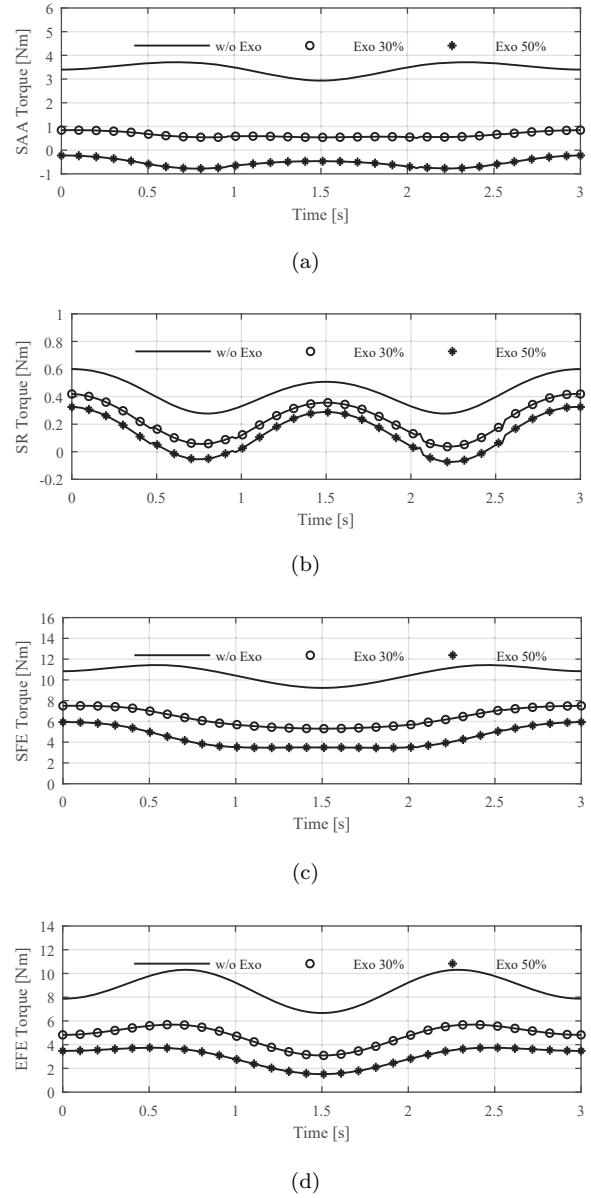 6
5
4
3
2
1
0
-1
SAA Torque [Nm]
w/o Exo Exo 30% Exo 50%
0 0.5 1 1.5 2 2.5 3
Time [s]
(a)
1
0.8
0.6
0.4
0.2
0
-0.2
SR Torque [Nm]
w/o Exo Exo 30% Exo 50%
0 0.5 1 1.5 2 2.5 3
Time [s]
(b)
16
14
12
10
8
6
4
2
0
SFE Torque [Nm]
w/o Exo Exo 30% Exo 50%
0 0.5 1 1.5 2 2.5 3
Time [s]
(c)
14
12
10
8
6
4
2
0
EFE Torque [Nm]
w/o Exo Exo 30% Exo 50%
0 0.5 1 1.5 2 2.5 3
Time [s]
(d)